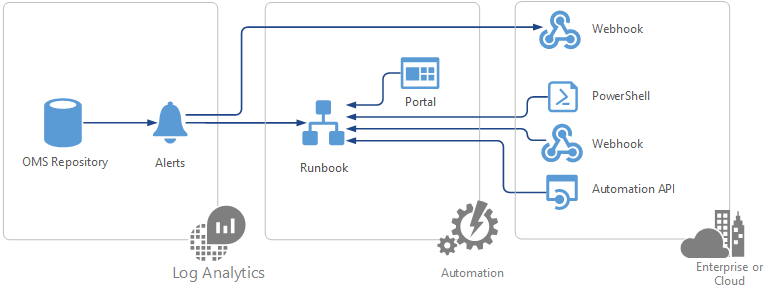 Webhook
Portal
PowerShell
OMS Repository
Alerts
Runbook
Webhook
Automation API
Log Analytics
Automation
Enterprise or
Cloud